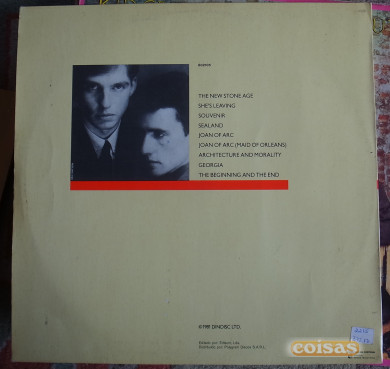 THE NEW STONE AGE
SHE'S LEAVING
SOUVENIR
SEALAND
JOAN OF ARC
JOAN OF ARC (MAID OF ORLEANS)
ARCHITECTURE AND MORALITY
GEORGIA
THE BEGINNING AND THE END
©1981 DINDISC LTD.
coisas